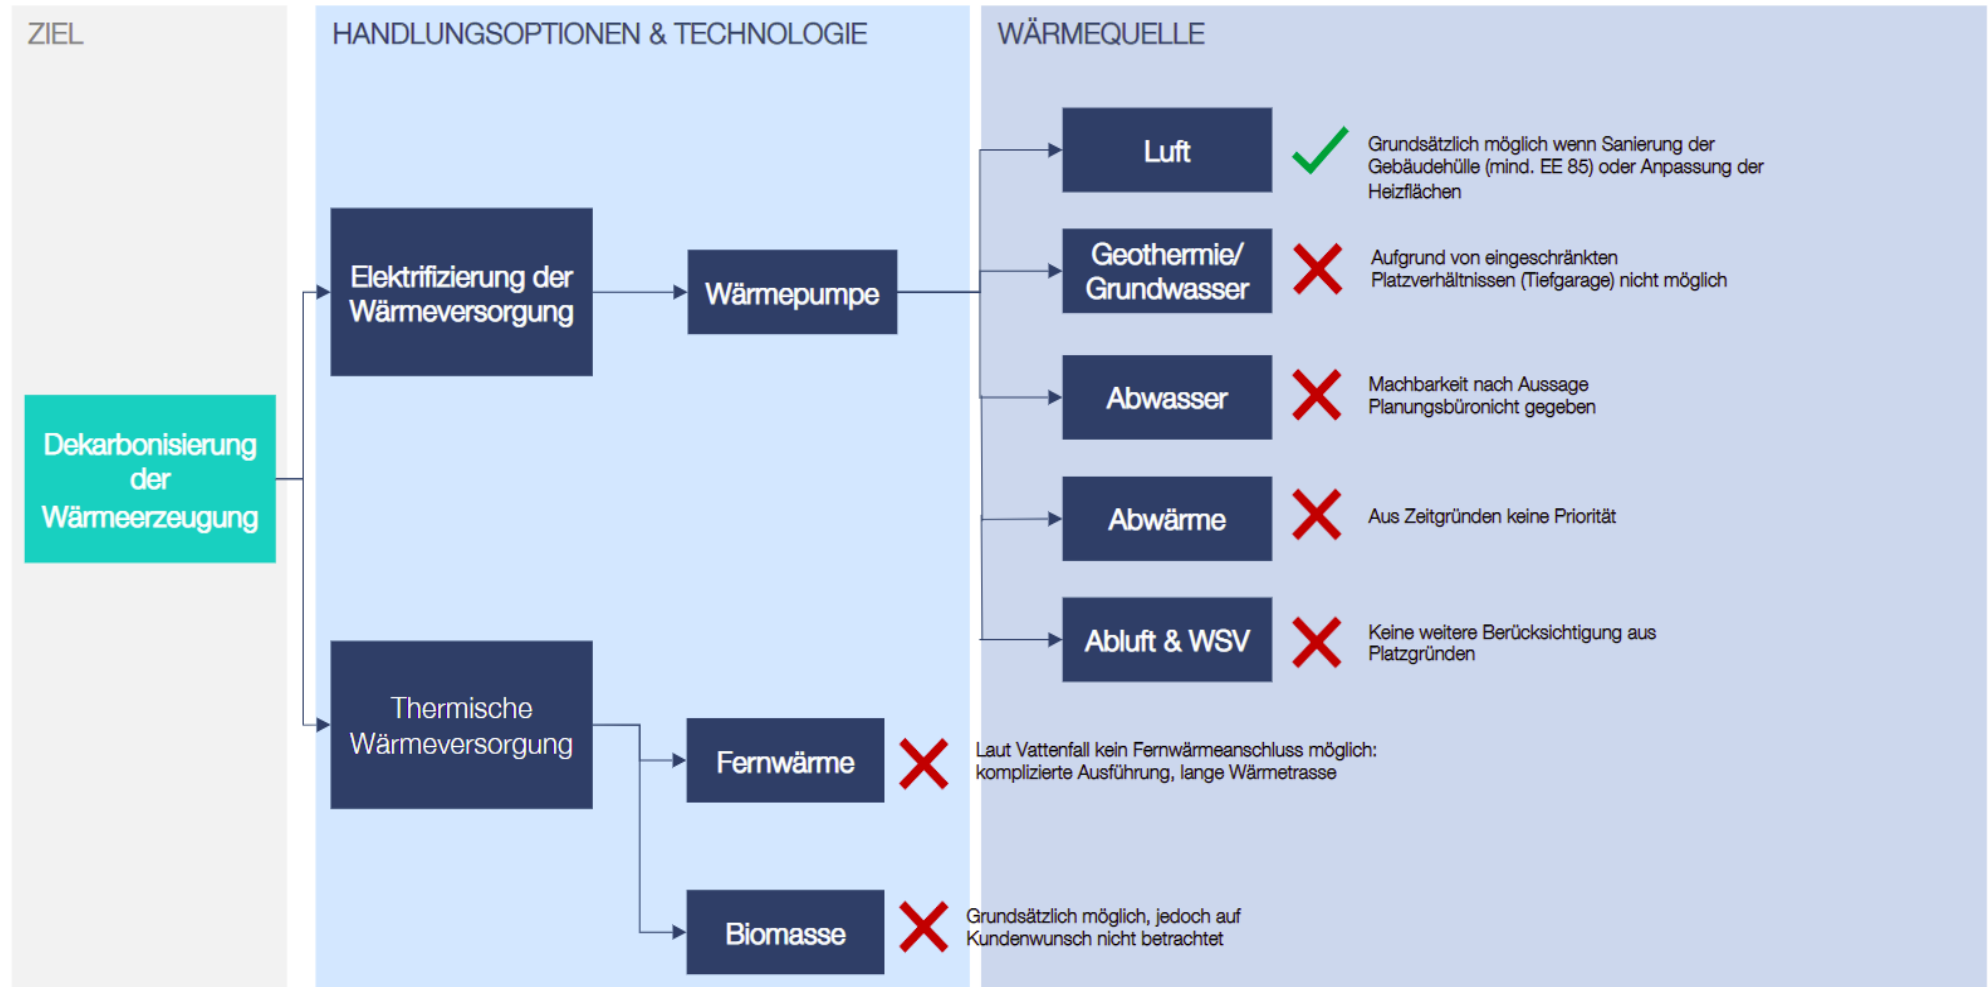 ZIEL
HANDLUNGSOPTIONEN & TECHNOLOGIE
WÄRMEQUELLE
Dekarbonisierung
der
Wärmeerzeugung
Elektrifizierung der
Wärmeversorgung
Wärmepumpe
Luft
Grundsätzlich möglich wenn Sanierung der
Gebäudehülle (mind. EE 85) oder Anpassung der
Heizflächen
Geothermie/
Grundwasser
Aufgrund von eingeschränkten
Platzverhältnissen (Tiefgarage) nicht möglich
Abwasser
Machbarkeit nach Aussage
Planungsbüronicht gegeben
Abwärme
Aus Zeitgründen keine Priorität
Abluft & WSV
Keine weitere Berücksichtigung aus
Platzgründen
Thermische
Wärmeversorgung
Fernwärme
Laut Vattenfall kein Fernwärmeanschluss möglich:
komplizierte Ausführung, lange Wärmetrasse
Biomasse
Grundsätzlich möglich, jedoch auf
Kundenwunsch nicht betrachtet